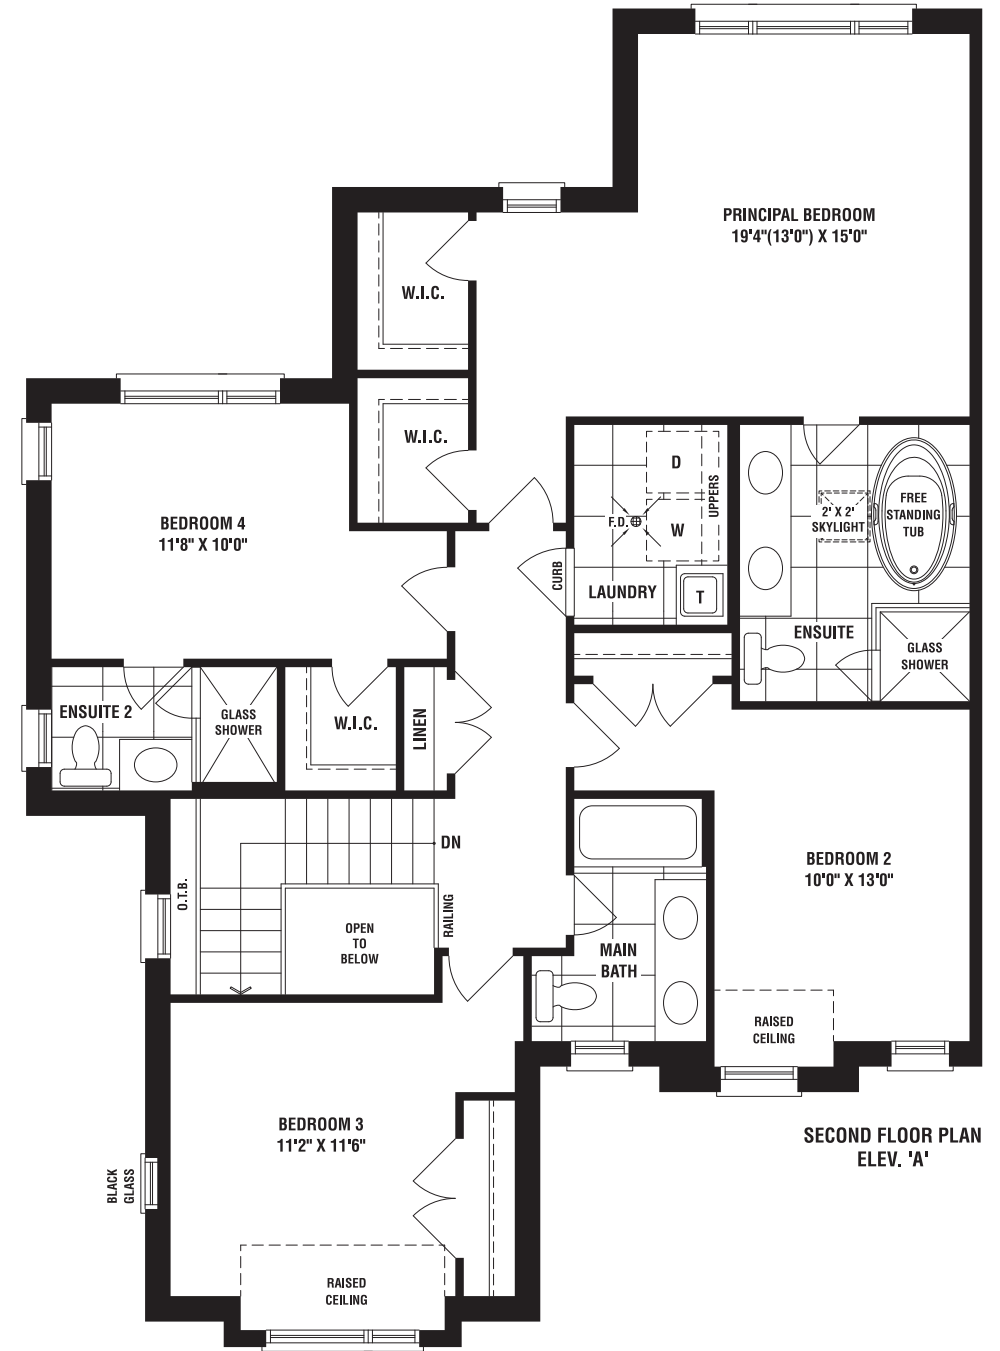 PRINCIPAL BEDROOM
19'4"(13'0") X 15'0"
W.I.C.
W.I.C.
BEDROOM 4
11'8" X 10'0"
D
UPPERS
F.D.
W
CURB
LAUNDRY
T
2' X 2'
SKYLIGHT
FREE
STANDING
TUB
ENSUITE
GLASS
SHOWER
ENSUITE 2
GLASS
SHOWER
W.I.C.
LINEN
DN
O.T.B.
OPEN
TO
BELOW
RAILING
BEDROOM 2
10'0" X 13'0"
MAIN
BATH
RAISED
CEILING
BEDROOM 3
11'2" X 11'6"
BLACK
GLASS
RAISED
CEILING
SECOND FLOOR PLAN
ELEV. 'A'